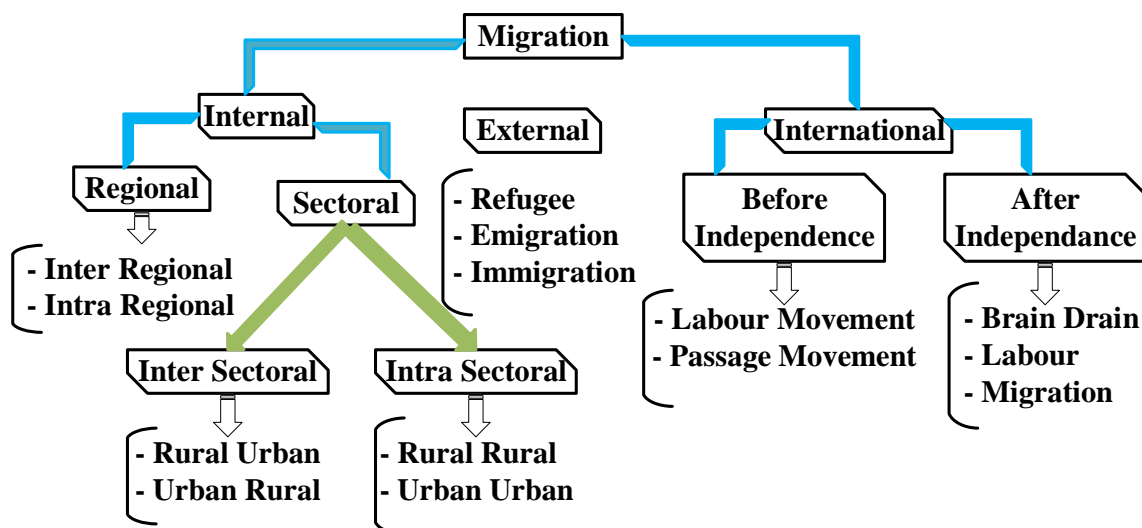 Migration
Internal
External
International
Regional
Sectoral
- Refugee
- Emigration
- Immigration
Before
Independence
After
Independance
- Inter Regional
- Intra Regional
- Labour Movement
- Passage Movement
- Brain Drain
- Labour
- Migration
Inter Sectoral
Intra Sectoral
- Rural Urban
- Urban Rural
- Rural Rural
- Urban Urban